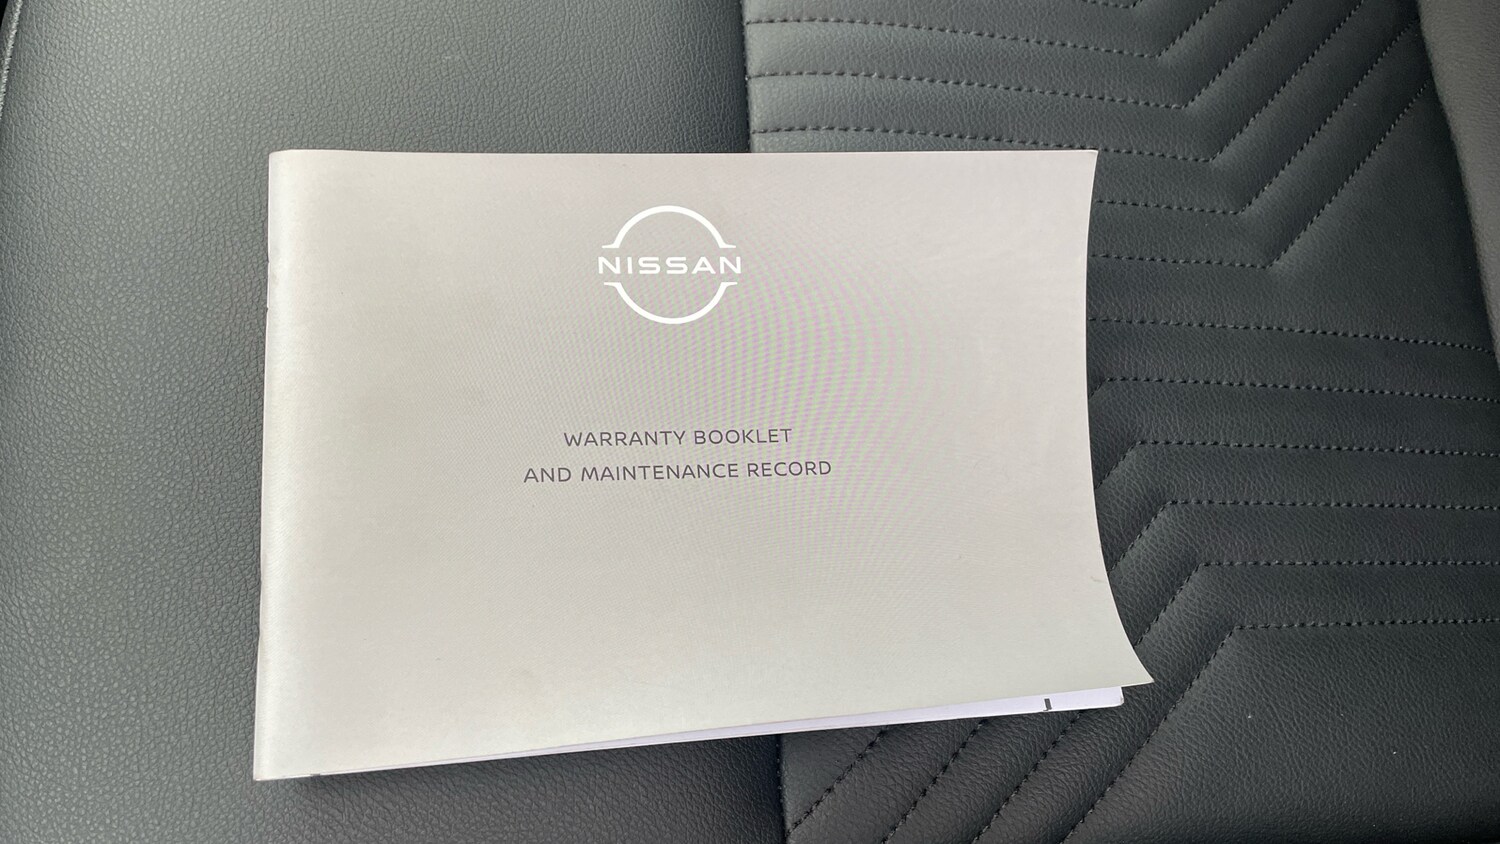 NISSAN
WARRANTY BOOKLET
AND MAINTENANCE RECORD